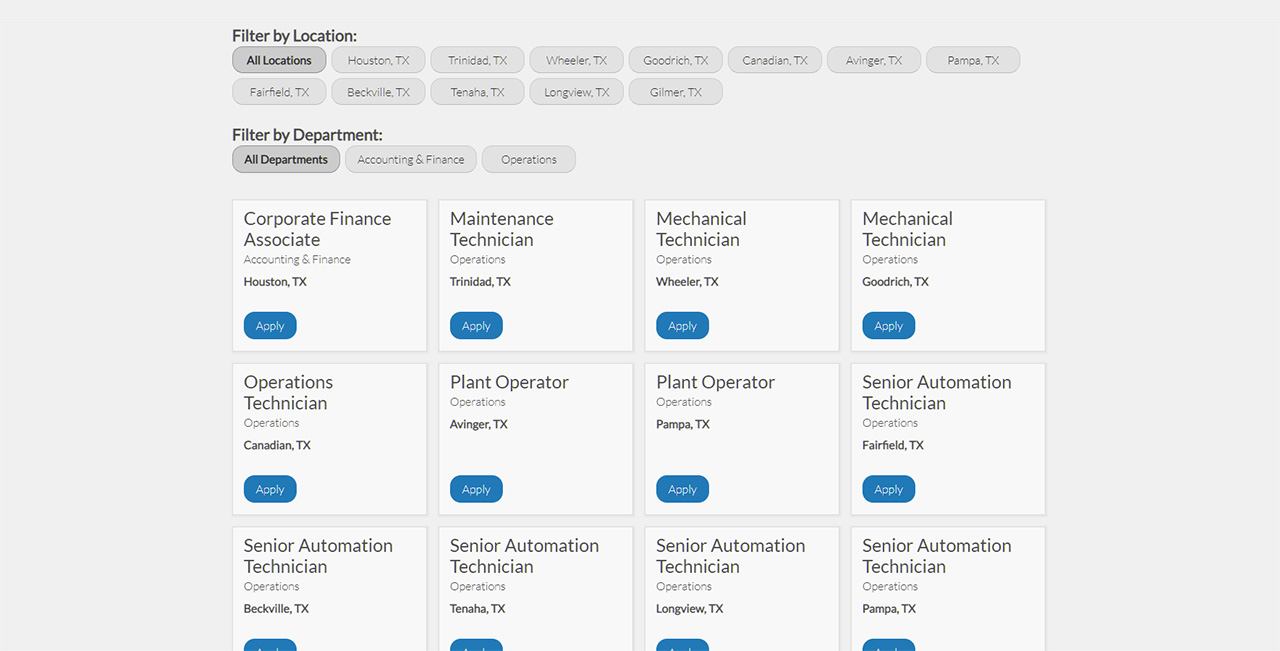 Filter by Location:
All Locations
Houston, TX
Trinidad, TX
Wheeler, TX
Goodrich, TX
Canadian, TX
Avinger, TX
Pampa, TX
Fairfield, TX
Beckville, TX
Tenaha, TX
Longview, TX
Gilmer, TX
Filter by Department:
All Departments
Accounting & Finance
Operations
Corporate Finance
Associate
Accounting & Finance
Houston, TX
Apply
Maintenance
Technician
Operations
Trinidad, TX
Apply
Mechanical
Technician
Operations
Wheeler, TX
Apply
Mechanical
Technician
Operations
Goodrich, TX
Apply
Operations
Technician
Operations
Canadian, TX
Apply
Plant Operator
Operations
Avinger, TX
Apply
Plant Operator
Operations
Pampa, TX
Apply
Senior Automation
Technician
Operations
Fairfield, TX
Apply
Senior Automation
Technician
Operations
Beckville, TX
Senior Automation
Technician
Operations
Tenaha, TX
Senior Automation
Technician
Operations
Longview, TX
Senior Automation
Technician
Operations
Pampa, TX